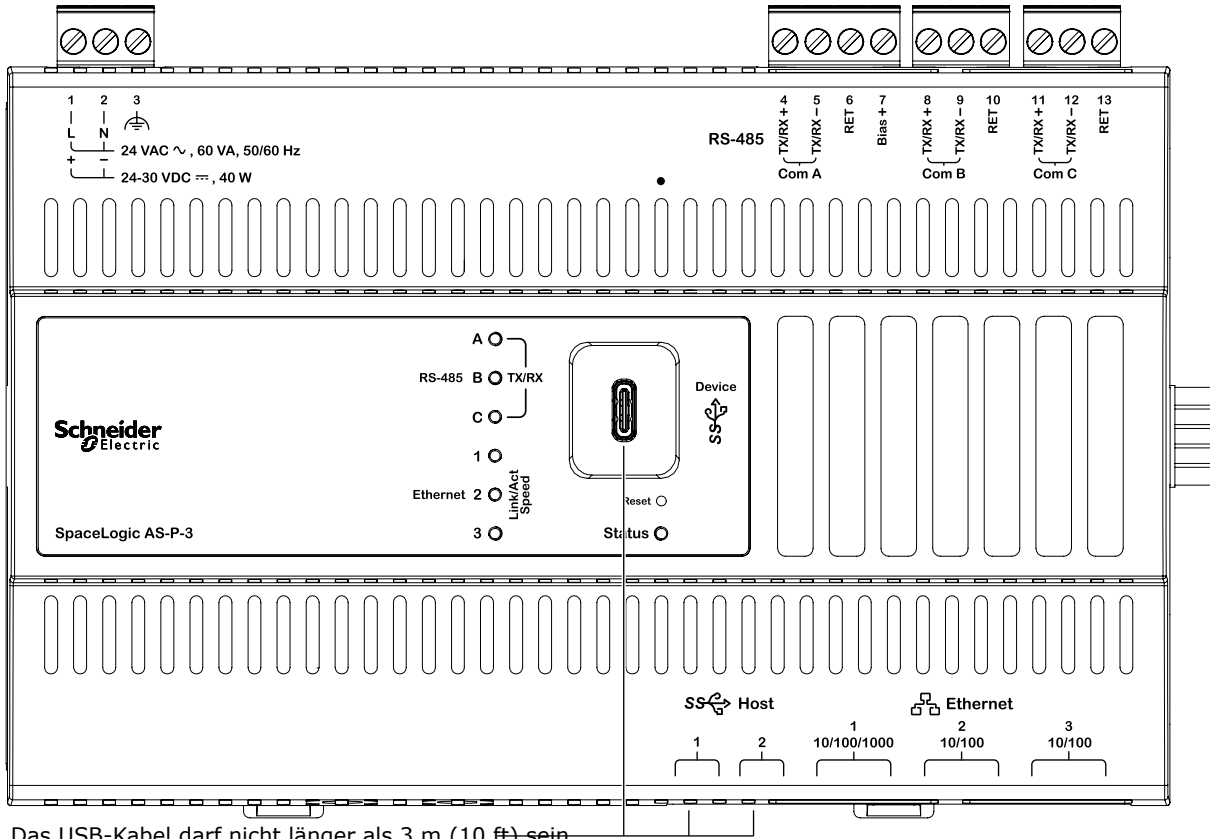 1 2 3
L N
24 VAC ∼ , 60 VA, 50/60 Hz
+ −
24-30 VDC ⎓ , 40 W
RS-485
4 5 6 7 8 9 10 11 12 13
TX/RX + TX/RX − RET Bias + TX/RX + TX/RX − RET TX/RX + TX/RX − RET
Com A Com B Com C
A
RS-485 B TX/RX
C
1
Ethernet 2 Link/Act Speed
3
Device
SS
Reset
Status
Schneider
Electric
SpaceLogic AS-P-3
SS Host
1 2
Ethernet
1 2 3
10/100/1000 10/100 10/100
Das USB-Kabel darf nicht länger als 3 m (10 ft) sein